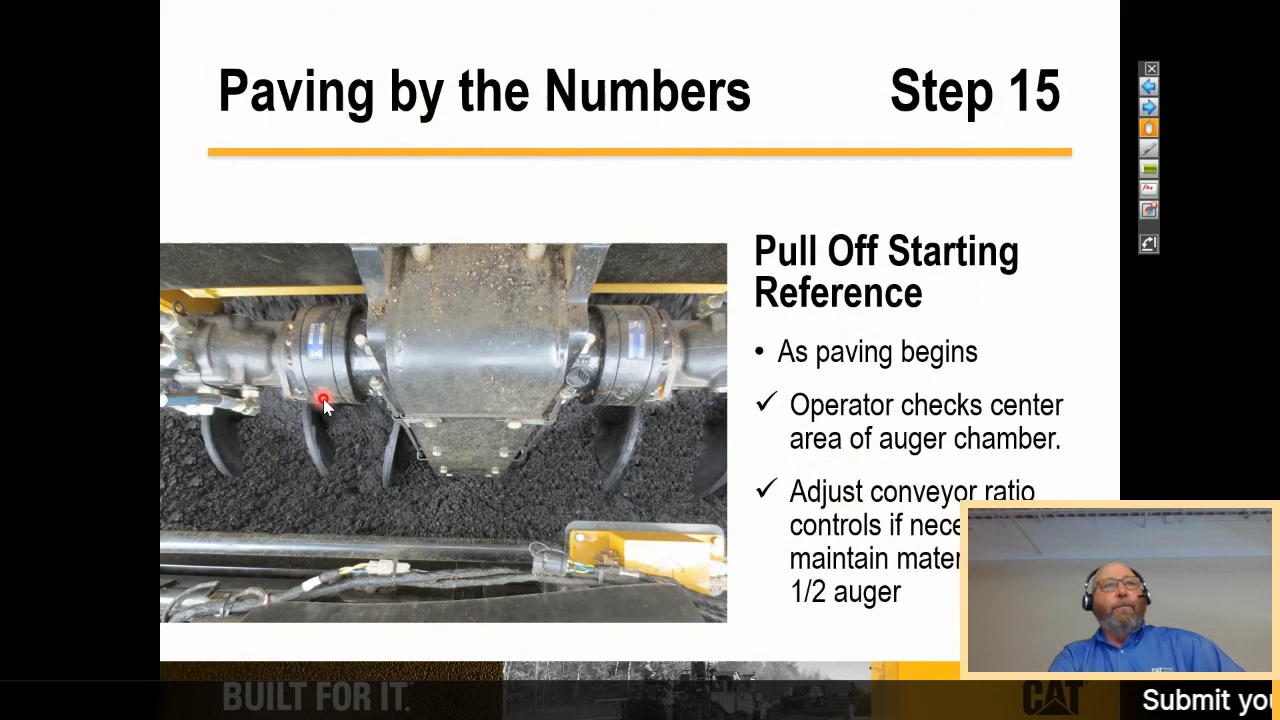 Paving by the Numbers
Step 15
Pull Off Starting
Reference
• As paving begins
✓ Operator checks center
area of auger chamber.
✓ Adjust conveyor ratio
controls if nece
maintain mater
1/2 auger
BUILT FOR IT.
CAT
CAT
Submit you